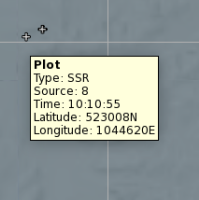 Plot
Type: SSR
Source: 8
Time: 10:10:55
Latitude: 523008N
Longitude: 1044620E